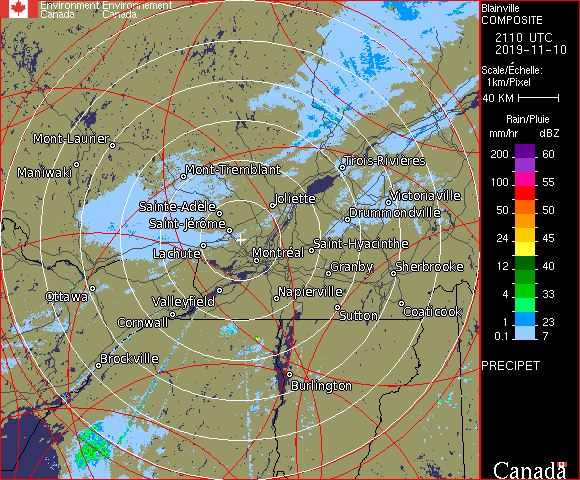 Environment Environnement
Canada Canada
Blainville
COMPOSITE
2110 UTC
2019-11-10
Scale/Échelle:
1km/Pixel
40 KM
Rain/Pluie
mm/hr dBZ
200 60
100 55
50 50
24 45
12 40
4 33
1 23
0.1 7
PRECIPET
Canada
Mont-Laurier
Maniwaki
Mont-Tremblant
Trois-Rivières
Sainte-Adèle
Joliette
Victoriaville
Drummondville
Saint-Jérôme
Lachute
Montréal
Saint-Hyacinthe
Granby
Sherbrooke
Ottawa
Valleyfield
Napierville
Cornwall
Sutton
Coaticook
Brockville
Burlington